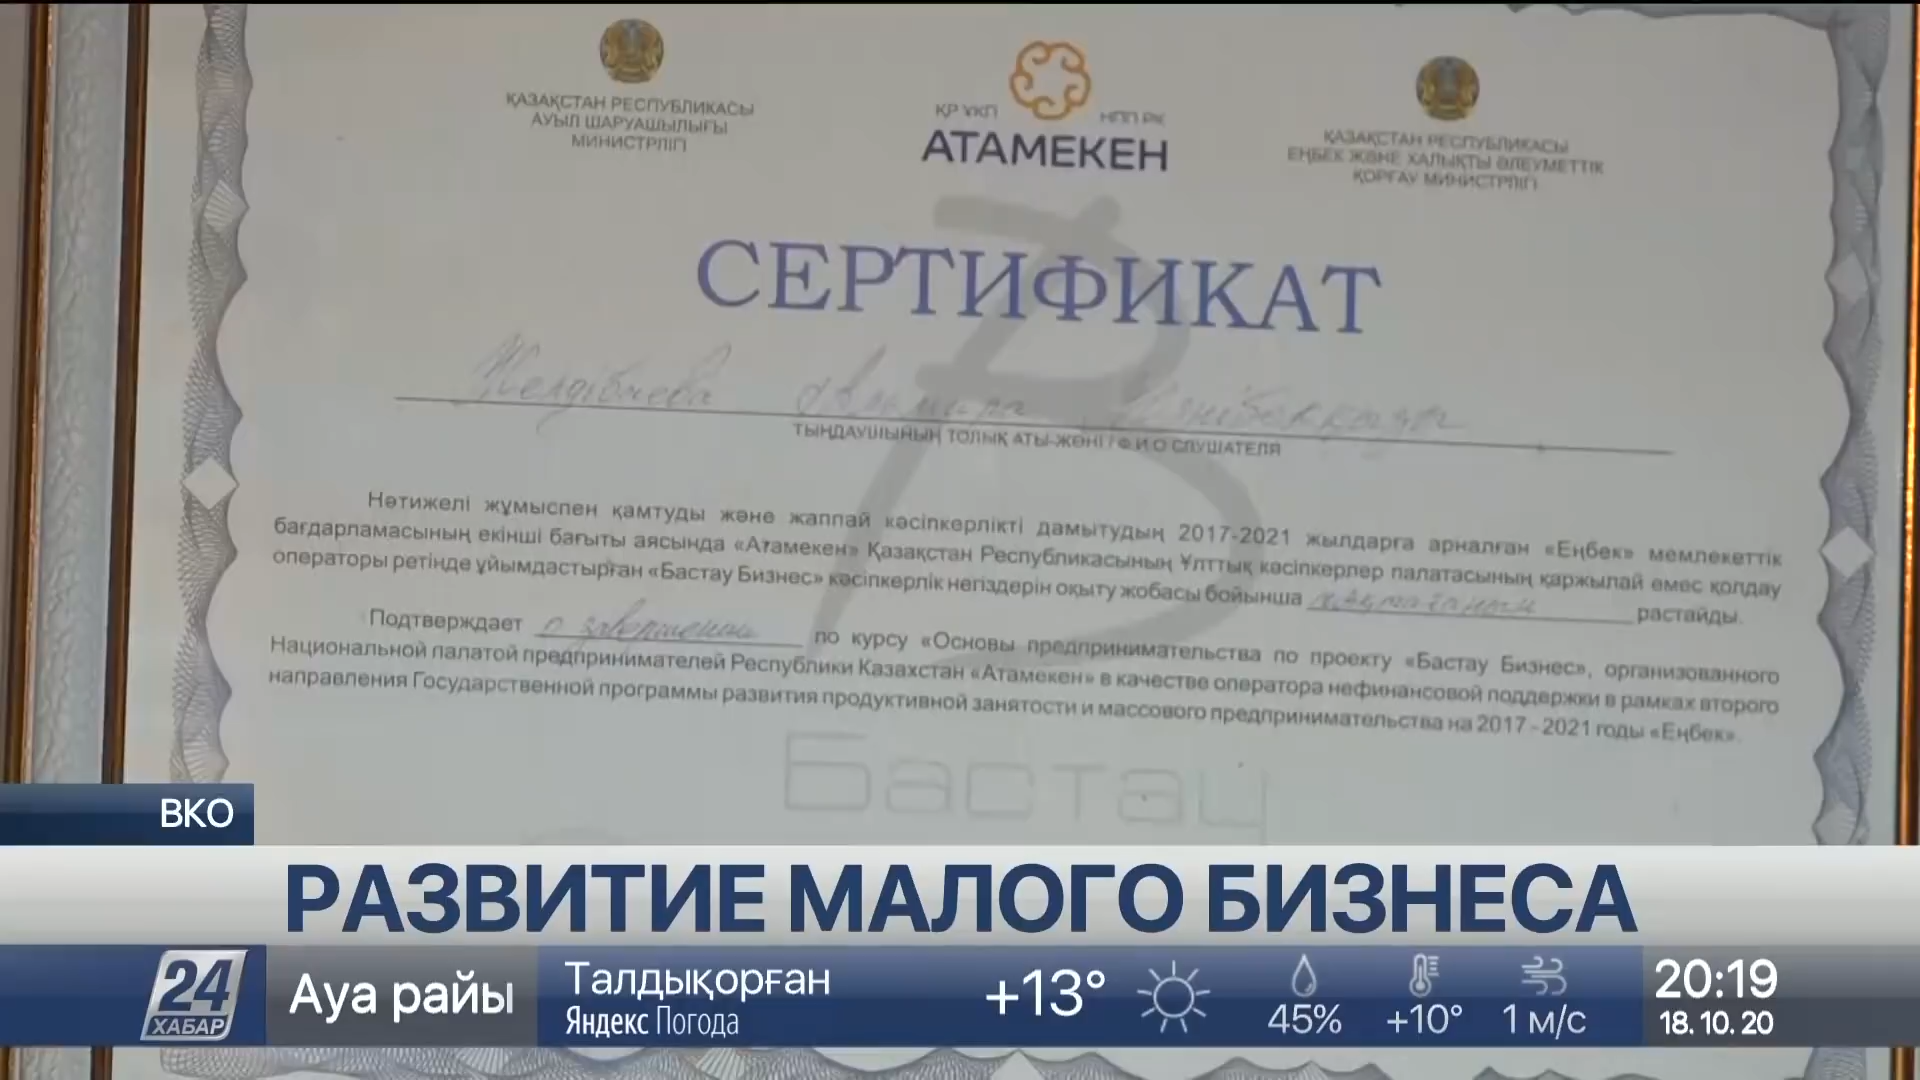 ҚАЗАҚСТАН РЕСПУБЛИКАСЫ
АУЫЛ ШАРУАШЫЛЫҒЫ
МИНИСТРЛІГІ
ҚР ҰКП
НПП РК
АТАМЕКЕН
ҚАЗАҚСТАН РЕСПУБЛИКАСЫ
ЕҢБЕК ЖӘНЕ ХАЛЫҚТЫ ӘЛЕУМЕТТІК
ҚОРҒАУ МИНИСТРЛІГІ
СЕРТИФИКАТ
ТЫҢДАУШЫНЫҢ ТОЛЫҚ АТЫ-ЖӨНІ / Ф.И.О СЛУШАТЕЛЯ
Нәтижелі жұмыспен қамтуды және жаппай кәсіпкерлікті дамытудың 2017-2021 жылдарға арналған «Еңбек» мемлекеттік
бағдарламасының екінші бағыты аясында «Атамекен» Қазақстан Республикасының Ұлттық кәсіпкерлер палатасының қаржылай емес қолдау
операторы ретінде ұйымдастырған «Бастау Бизнес» кәсіпкерлік негіздерін оқыту жобасы бойынша растайды.
Подтверждает о завершении по курсу «Основы предпринимательства по проекту «Бастау Бизнес», организованного
Национальной палатой предпринимателей Республики Казахстан «Атамекен» в качестве оператора нефинансовой поддержки в рамках второго
направления Государственной программы развития продуктивной занятости и массового предпринимательства на 2017 - 2021 годы «Еңбек».
Бастау
ВКО
РАЗВИТИЕ МАЛОГО БИЗНЕСА
24
ХАБАР
Ауа райы
Талдықорған
Яндекс Погода
+13°
45%
+10°
1 м/с
20:19
18.10.20